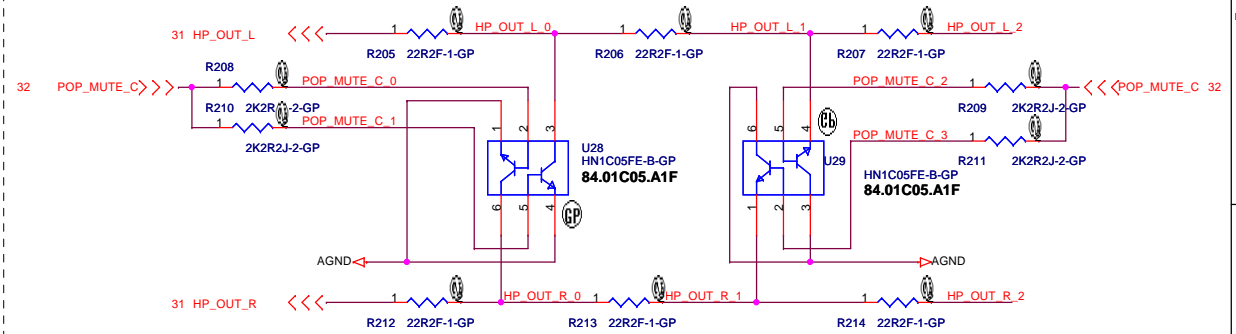 31 HP_OUT_L
1
HP_OUT_L_0
1
HP_OUT_L_1
1
HP_OUT_L_2
R205 22R2F-1-GP
R206 22R2F-1-GP
R207 22R2F-1-GP
R208
32 POP_MUTE_C
1
POP_MUTE_C_0
POP_MUTE_C_2
1
POP_MUTE_C 32
R210 2K2R2J-2-GP
R209 2K2R2J-2-GP
1
POP_MUTE_C_1
POP_MUTE_C_3
1
2K2R2J-2-GP
R211 2K2R2J-2-GP
1 2 3
6 5 4
U28
HN1C05FE-B-GP
84.01C05.A1F
U29
HN1C05FE-B-GP
84.01C05.A1F
6 5 4
1 2 3
GP
AGND
AGND
31 HP_OUT_R
1
HP_OUT_R_0
1
HP_OUT_R_1
1
HP_OUT_R_2
R212 22R2F-1-GP
R213 22R2F-1-GP
R214 22R2F-1-GP